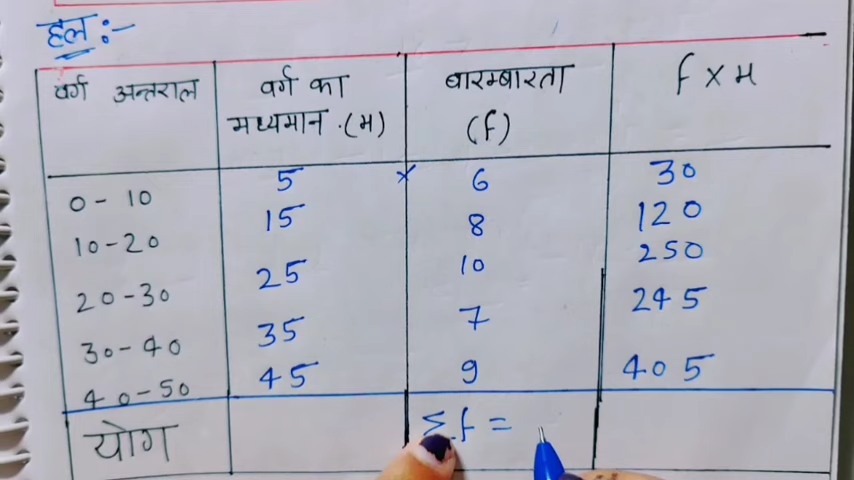 हल :-
वर्ग अन्तराल वर्ग का मध्यमान .(म) बारम्बारता (f) f × म
0 - 10 5 × 6 30
10-20 15 8 120
20-30 25 10 250
30-40 35 7 245
40-50 45 9 405
योग Σf =